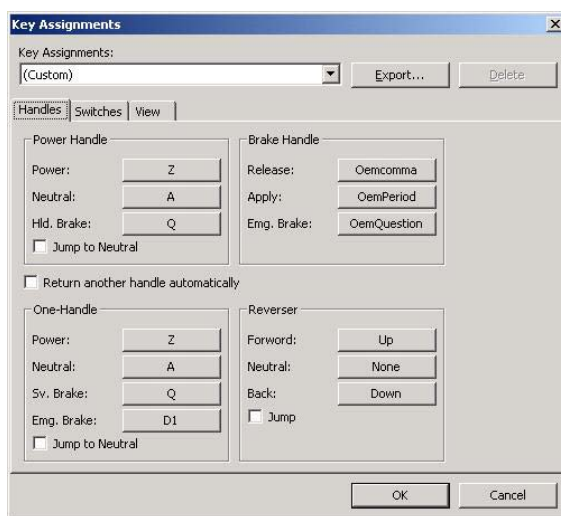 Key Assignments
Key Assignments:
(Custom)
Export...
Delete
Handles Switches View
Power Handle
Power: Z
Neutral: A
Hld. Brake: Q
Jump to Neutral
Brake Handle
Release: Oemcomma
Apply: OemPeriod
Emg. Brake: OemQuestion
Return another handle automatically
One-Handle
Power: Z
Neutral: A
Sv. Brake: Q
Emg. Brake: D1
Jump to Neutral
Reverser
Forword: Up
Neutral: None
Back: Down
Jump
OK
Cancel